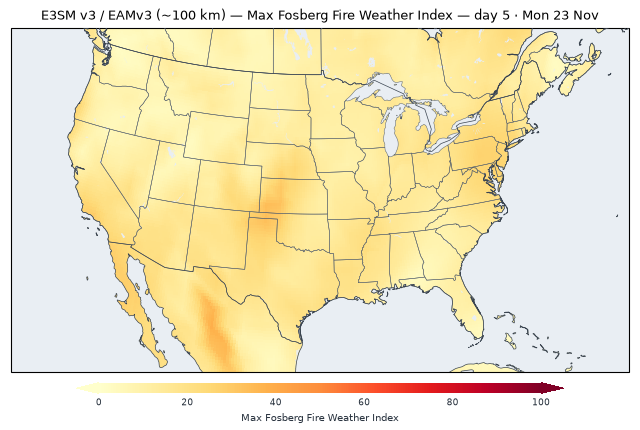 E3SM v3 / EAMv3 (~100 km) — Max Fosberg Fire Weather Index — day 5 · Mon 23 Nov
0 20 40 60 80 100
Max Fosberg Fire Weather Index